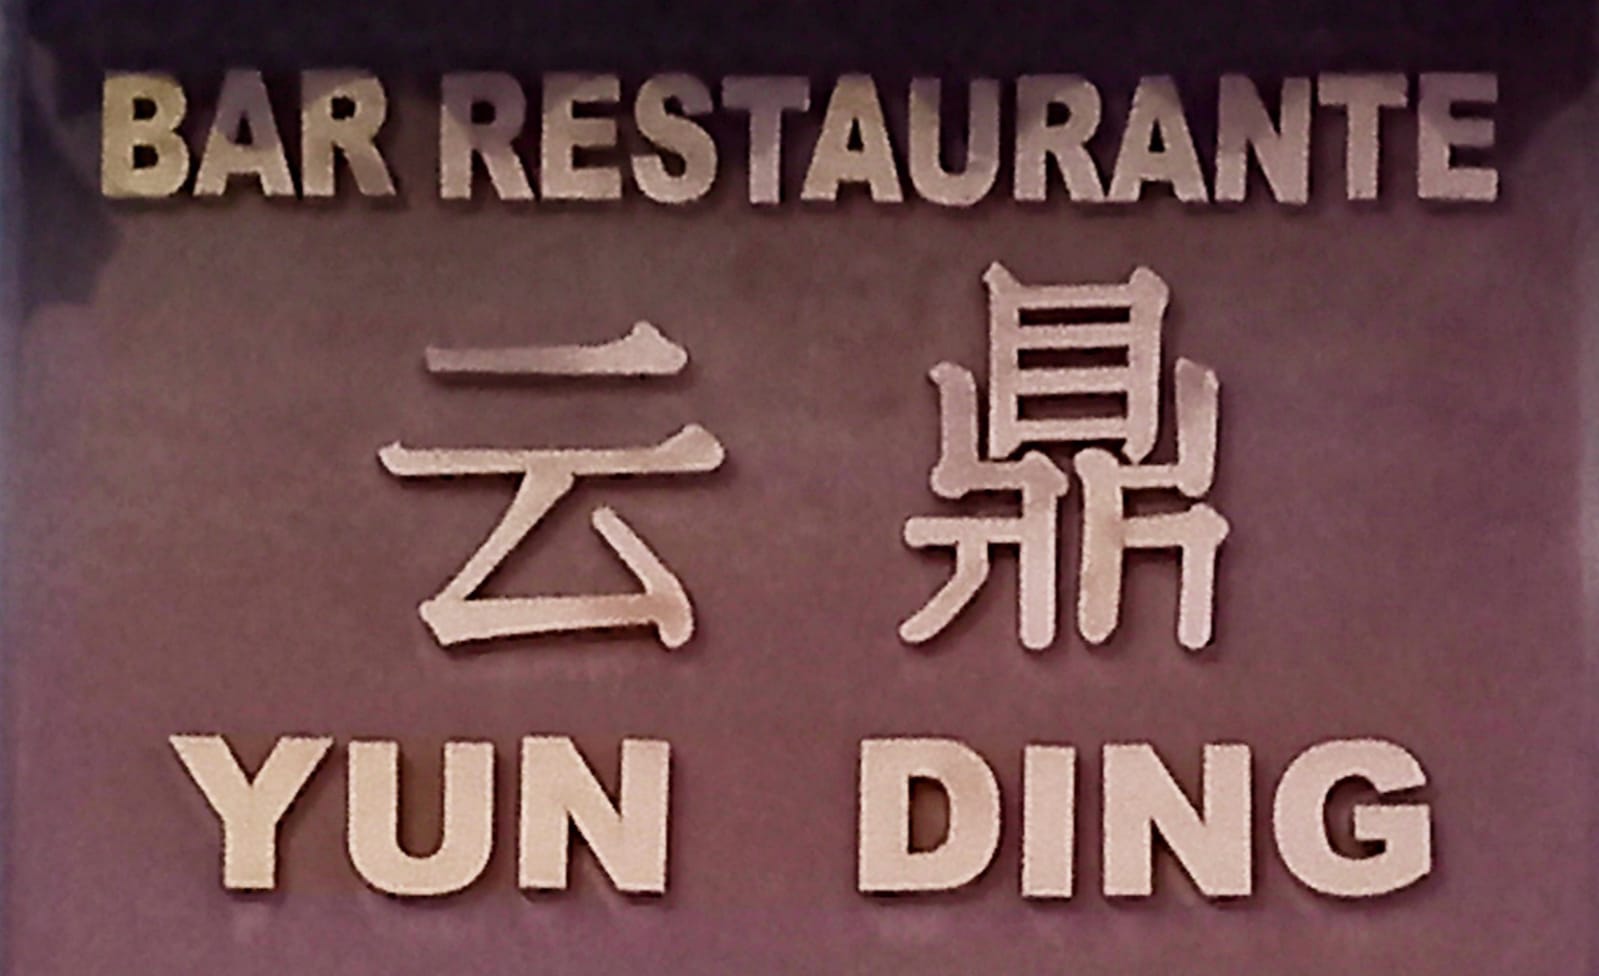 BAR RESTAURANTE
云 鼎
YUN DING